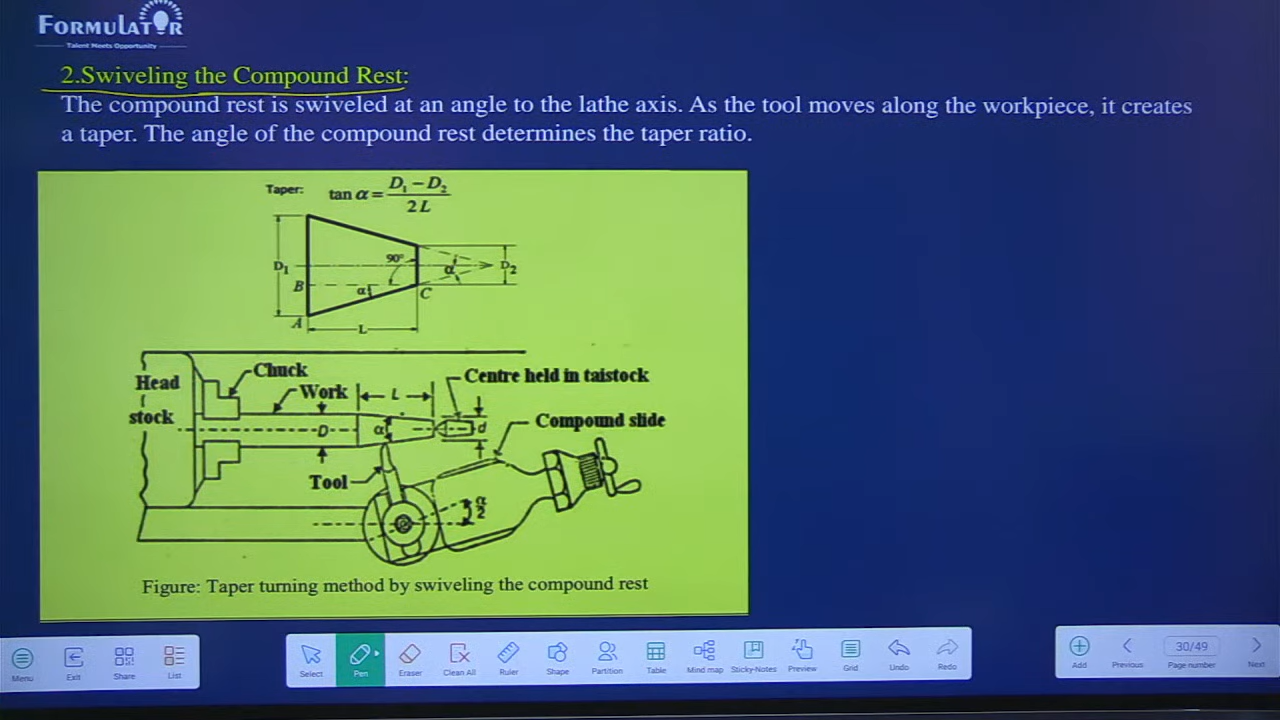 FORMULATOR
Talent Meets Opportunity
2.Swiveling the Compound Rest:
The compound rest is swiveled at an angle to the lathe axis. As the tool moves along the workpiece, it creates
a taper. The angle of the compound rest determines the taper ratio.
Taper: tan α = D₁ – D₂ / 2L
D₁
B
A
90°
α
α
C
D₂
L
Head
stock
Chuck
Work
L
Centre held in taistock
D
α
d
Compound slide
Tool
α/2
Figure: Taper turning method by swiveling the compound rest
Menu
Exit
Share
List
Select
Pen
Eraser
Clean All
Ruler
Shape
Partition
Table
Mind map
Sticky-Notes
Preview
Grid
Undo
Redo
Add
Previous
30/49
Page number
Next